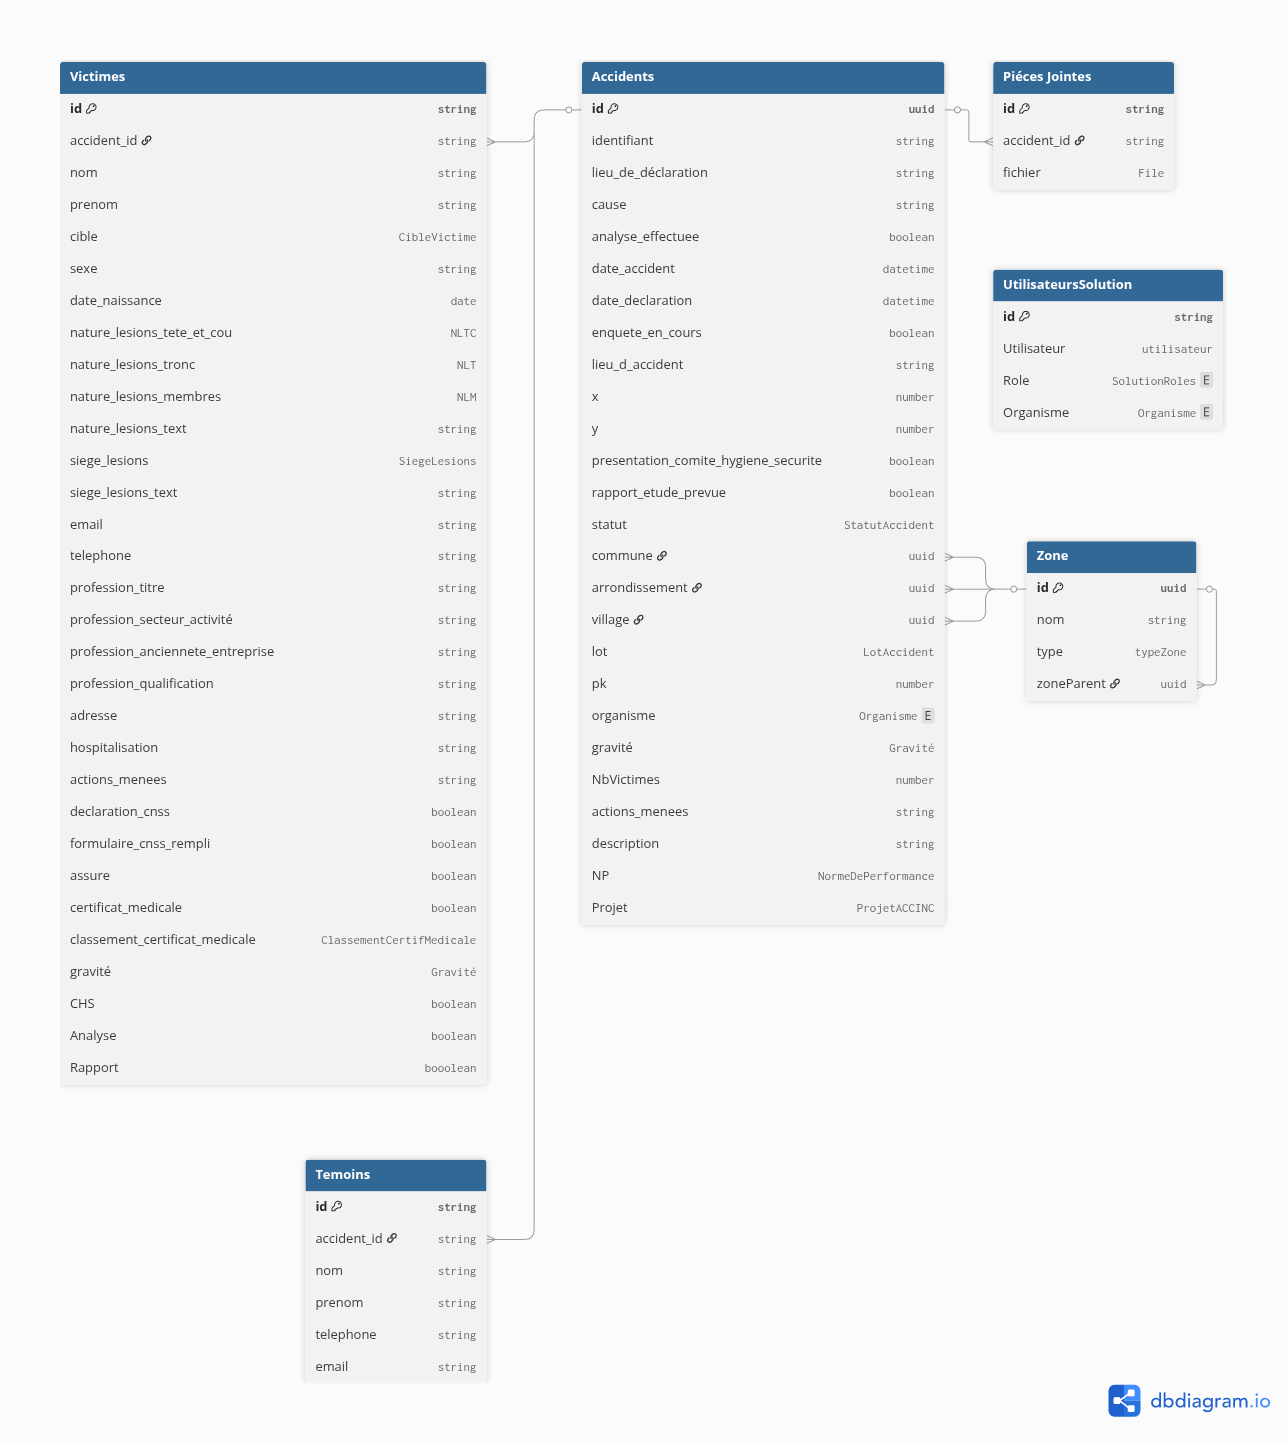 Victimes
id string
accident_id string
nom string
prenom string
cible CibleVictime
sexe string
date_naissance date
nature_lesions_tete_et_cou NLTC
nature_lesions_tronc NLT
nature_lesions_membres NLM
nature_lesions_text string
siege_lesions SiegeLesions
siege_lesions_text string
email string
telephone string
profession_titre string
profession_secteur_activité string
profession_anciennete_entreprise string
profession_qualification string
adresse string
hospitalisation string
actions_menees string
declaration_cnss boolean
formulaire_cnss_rempli boolean
assure boolean
certificat_medicale boolean
classement_certificat_medicale ClassementCertifMedicale
gravité Gravité
CHS boolean
Analyse boolean
Rapport booolean
Accidents
id uuid
identifiant string
lieu_de_déclaration string
cause string
analyse_effectuee boolean
date_accident datetime
date_declaration datetime
enquete_en_cours boolean
lieu_d_accident string
x number
y number
presentation_comite_hygiene_securite boolean
rapport_etude_prevue boolean
statut StatutAccident
commune uuid
arrondissement uuid
village uuid
lot LotAccident
pk number
organisme Organisme E
gravité Gravité
NbVictimes number
actions_menees string
description string
NP NormeDePerformance
Projet ProjetACCINC
Piéces Jointes
id string
accident_id string
fichier File
UtilisateursSolution
id string
Utilisateur utilisateur
Role SolutionRoles E
Organisme Organisme E
Zone
id uuid
nom string
type typeZone
zoneParent uuid
Temoins
id string
accident_id string
nom string
prenom string
telephone string
email string
dbdiagram.io